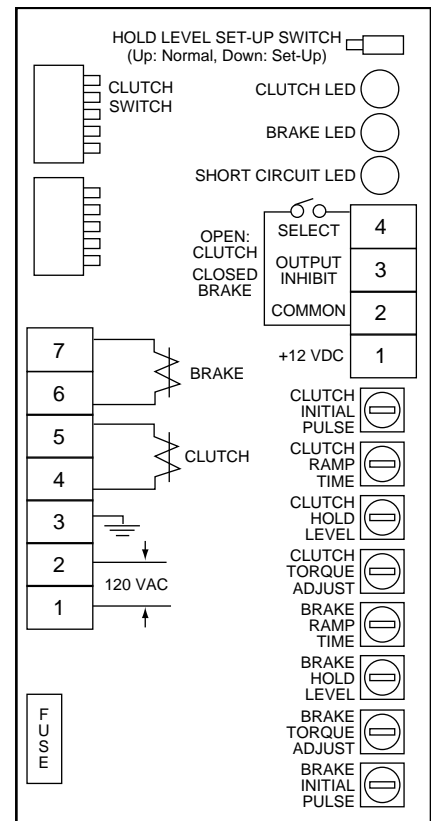 HOLD LEVEL SET-UP SWITCH
(Up: Normal, Down: Set-Up)
CLUTCH
SWITCH
CLUTCH LED
BRAKE LED
SHORT CIRCUIT LED
OPEN:
CLUTCH
CLOSED
BRAKE
SELECT
4
OUTPUT
INHIBIT
3
COMMON
2
+12 VDC
1
7
6
BRAKE
5
4
CLUTCH
3
2
1
120 VAC
CLUTCH
INITIAL
PULSE
CLUTCH
RAMP
TIME
CLUTCH
HOLD
LEVEL
CLUTCH
TORQUE
ADJUST
BRAKE
RAMP
TIME
BRAKE
HOLD
LEVEL
BRAKE
TORQUE
ADJUST
BRAKE
INITIAL
PULSE
FUSE